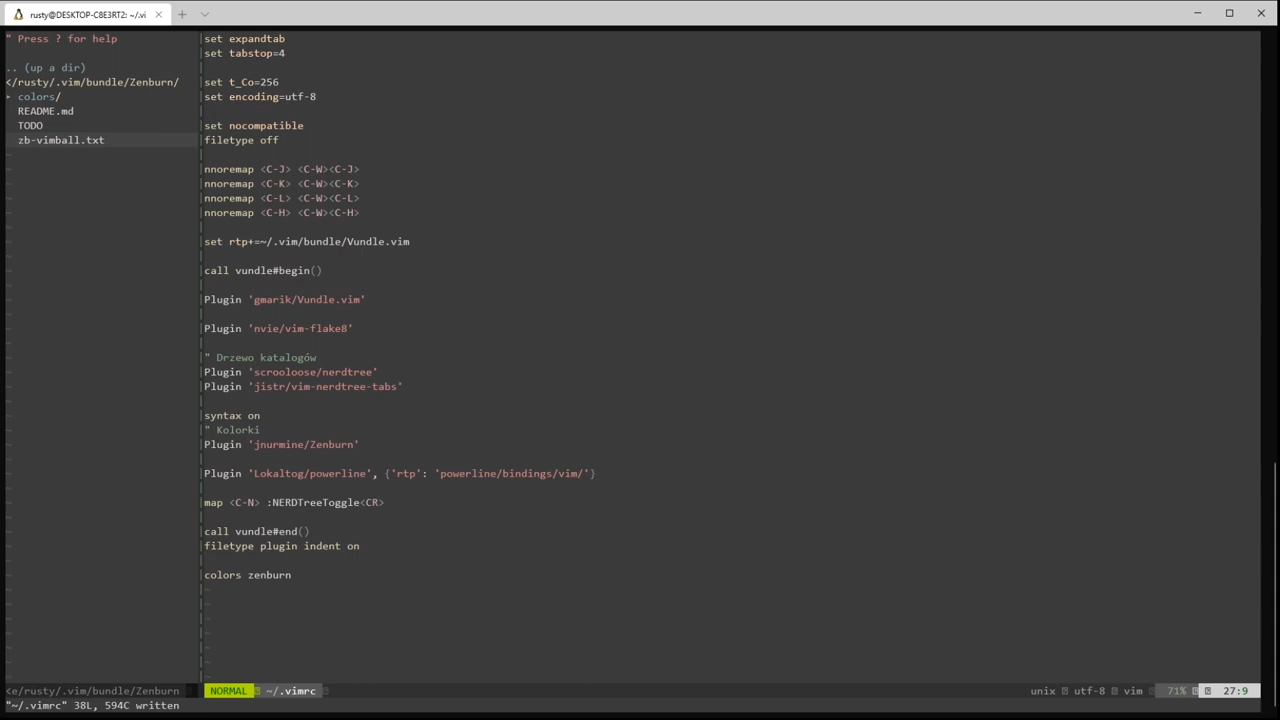 rusty@DESKTOP-C8E3RT2: ~/.vi
" Press ? for help
.. (up a dir)
</rusty/.vim/bundle/Zenburn/
▸ colors/
README.md
TODO
zb-vimball.txt
<e/rusty/.vim/bundle/Zenburn
set expandtab
set tabstop=4
set t_Co=256
set encoding=utf-8
set nocompatible
filetype off
nnoremap <C-J> <C-W><C-J>
nnoremap <C-K> <C-W><C-K>
nnoremap <C-L> <C-W><C-L>
nnoremap <C-H> <C-W><C-H>
set rtp+=~/.vim/bundle/Vundle.vim
call vundle#begin()
Plugin 'gmarik/Vundle.vim'
Plugin 'nvie/vim-flake8'
" Drzewo katalogów
Plugin 'scrooloose/nerdtree'
Plugin 'jistr/vim-nerdtree-tabs'
syntax on
" Kolorki
Plugin 'jnurmine/Zenburn'
Plugin 'Lokaltog/powerline', {'rtp': 'powerline/bindings/vim/'}
map <C-N> :NERDTreeToggle<CR>
call vundle#end()
filetype plugin indent on
colors zenburn
NORMAL ~/.vimrc unix utf-8 vim 71% 27:9
"~/.vimrc" 38L, 594C written